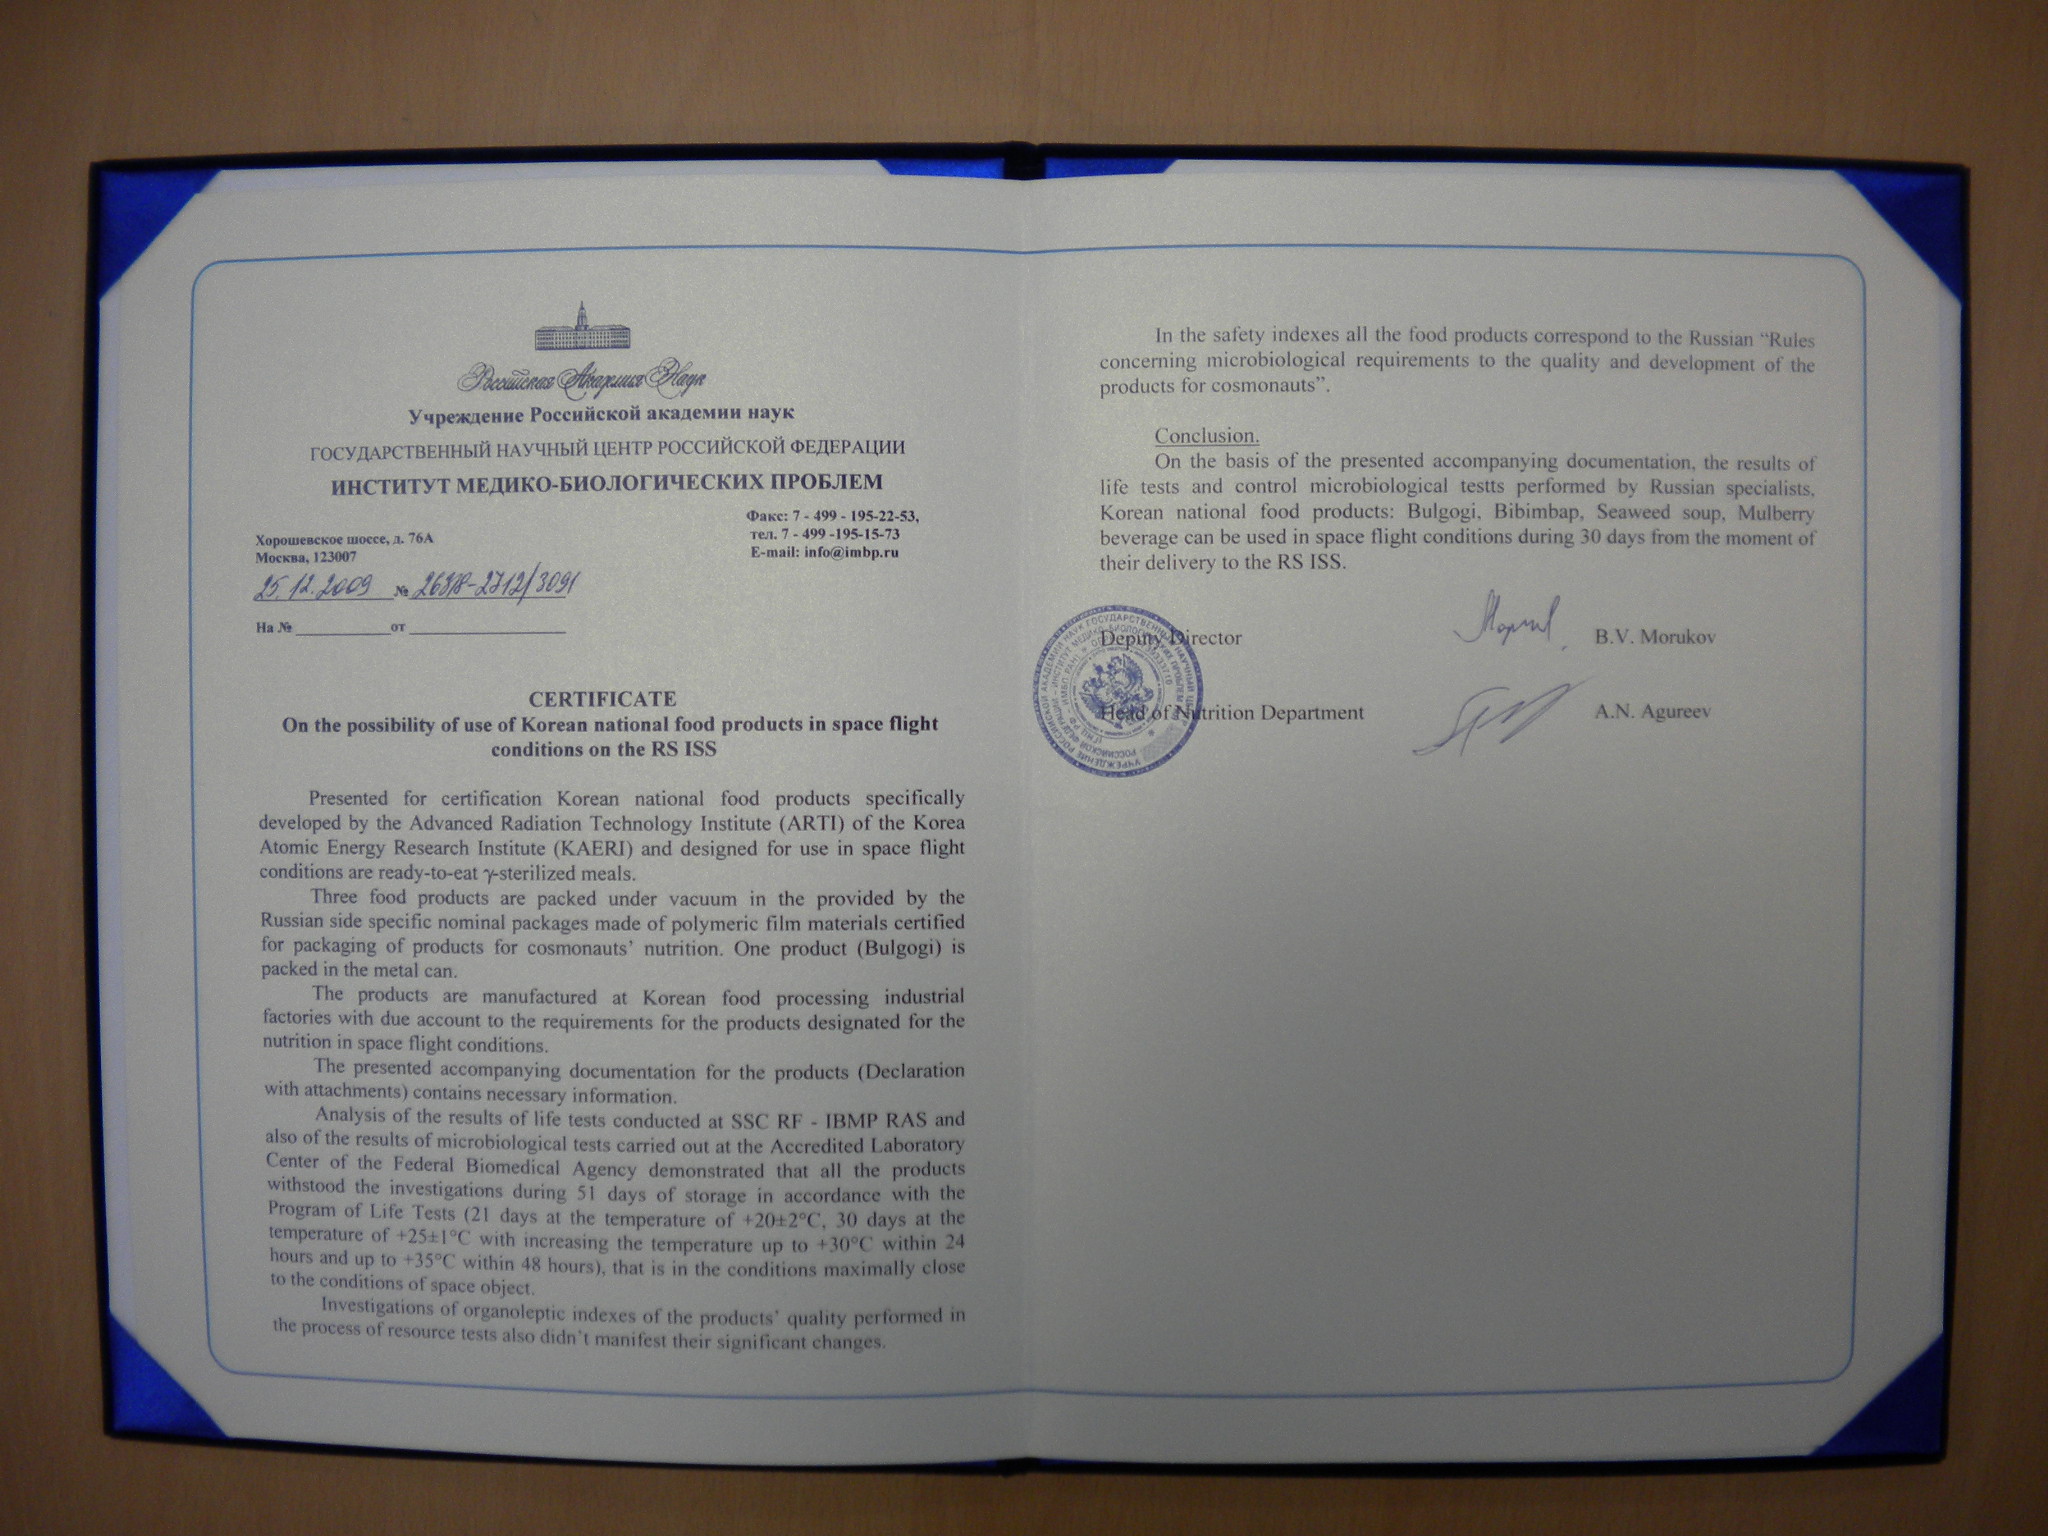 Российская Академия Наук
Учреждение Российской академии наук
ГОСУДАРСТВЕННЫЙ НАУЧНЫЙ ЦЕНТР РОССИЙСКОЙ ФЕДЕРАЦИИ
ИНСТИТУТ МЕДИКО-БИОЛОГИЧЕСКИХ ПРОБЛЕМ
Хорошевское шоссе, д. 76А
Москва, 123007
Факс: 7 - 499 - 195-22-53,
тел. 7 - 499 -195-15-73
E-mail: info@imbp.ru
25.12.2009 №
На № от
CERTIFICATE
On the possibility of use of Korean national food products in space flight
conditions on the RS ISS
Presented for certification Korean national food products specifically
developed by the Advanced Radiation Technology Institute (ARTI) of the Korea
Atomic Energy Research Institute (KAERI) and designed for use in space flight
conditions are ready-to-eat γ-sterilized meals.
Three food products are packed under vacuum in the provided by the
Russian side specific nominal packages made of polymeric film materials certified
for packaging of products for cosmonauts’ nutrition. One product (Bulgogi) is
packed in the metal can.
The products are manufactured at Korean food processing industrial
factories with due account to the requirements for the products designated for the
nutrition in space flight conditions.
The presented accompanying documentation for the products (Declaration
with attachments) contains necessary information.
Analysis of the results of life tests conducted at SSC RF - IBMP RAS and
also of the results of microbiological tests carried out at the Accredited Laboratory
Center of the Federal Biomedical Agency demonstrated that all the products
withstood the investigations during 51 days of storage in accordance with the
Program of Life Tests (21 days at the temperature of +20±2°C, 30 days at the
temperature of +25±1°C with increasing the temperature up to +30°C within 24
hours and up to +35°C within 48 hours), that is in the conditions maximally close
to the conditions of space object.
Investigations of organoleptic indexes of the products’ quality performed in
the process of resource tests also didn’t manifest their significant changes.
In the safety indexes all the food products correspond to the Russian “Rules
concerning microbiological requirements to the quality and development of the
products for cosmonauts”.
Conclusion.
On the basis of the presented accompanying documentation, the results of
life tests and control microbiological testts performed by Russian specialists,
Korean national food products: Bulgogi, Bibimbap, Seaweed soup, Mulberry
beverage can be used in space flight conditions during 30 days from the moment of
their delivery to the RS ISS.
Deputy Director B.V. Morukov
Head of Nutrition Department A.N. Agureev